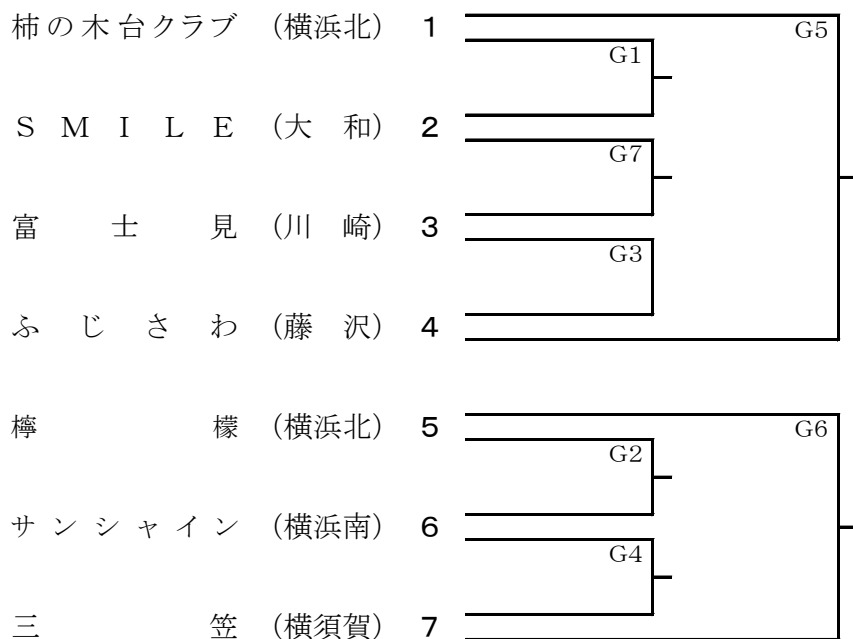 柿の木台クラブ (横浜北) 1 G5
G1
SMILE (大和) 2
G7
富士見 (川崎) 3
G3
ふじさわ (藤沢) 4
檸檬 (横浜北) 5 G6
G2
サンシャイン (横浜南) 6
G4
三笠 (横須賀) 7